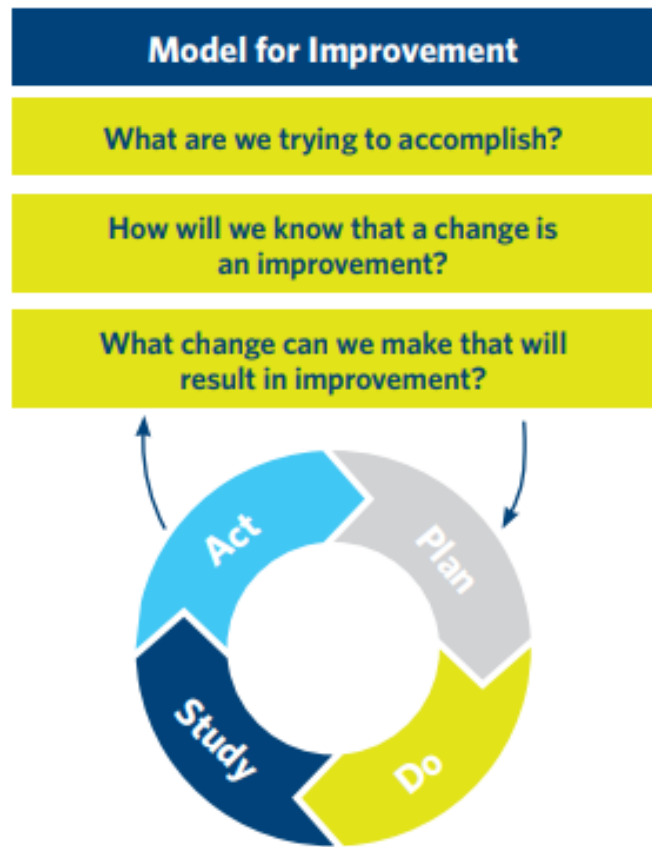 Model for Improvement
What are we trying to accomplish?
How will we know that a change is
an improvement?
What change can we make that will
result in improvement?
Act
Plan
Study
Do